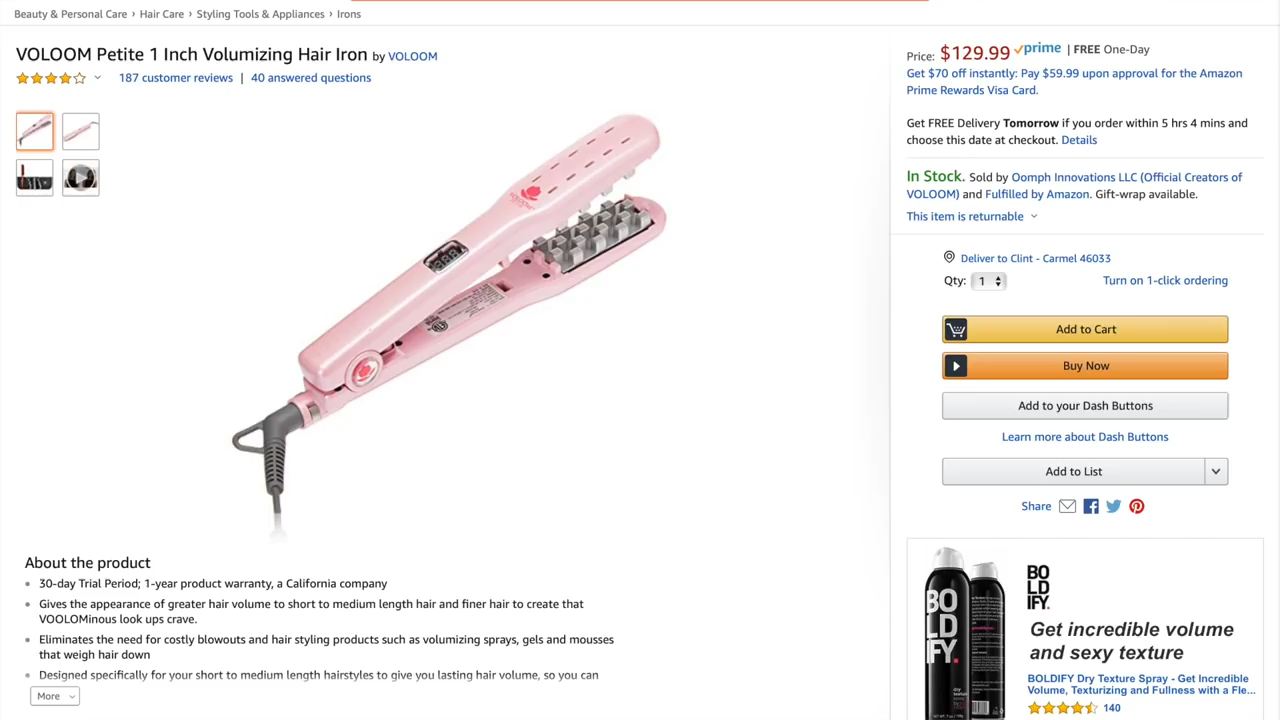 Beauty & Personal Care › Hair Care › Styling Tools & Appliances › Irons
VOLOOM Petite 1 Inch Volumizing Hair Iron by VOLOOM
187 customer reviews | 40 answered questions
VOLOOM
About the product
30-day Trial Period; 1-year product warranty, a California company
Gives the appearance of greater hair volume to short to medium length hair and finer hair to create that
VOOLOMinous look ups crave.
Eliminates the need for costly blowouts and hair styling products such as volumizing sprays, gels and mousses
that weigh hair down
Designed specifically for your short to medium length hairstyles to give you lasting hair volume, so you can
More
Price: $129.99 prime | FREE One-Day
Get $70 off instantly: Pay $59.99 upon approval for the Amazon
Prime Rewards Visa Card.
Get FREE Delivery Tomorrow if you order within 5 hrs 4 mins and
choose this date at checkout. Details
In Stock. Sold by Oomph Innovations LLC (Official Creators of
VOLOOM) and Fulfilled by Amazon. Gift-wrap available.
This item is returnable
Deliver to Clint - Carmel 46033
Qty: 1 Turn on 1-click ordering
Add to Cart
Buy Now
Add to your Dash Buttons
Learn more about Dash Buttons
Add to List
Share
BO
LD
IFY.
BO
LD
IFY.
Get incredible volume
and sexy texture
BOLDIFY Dry Texture Spray - Get Incredible
Volume, Texturizing and Fullness with a Fle...
140